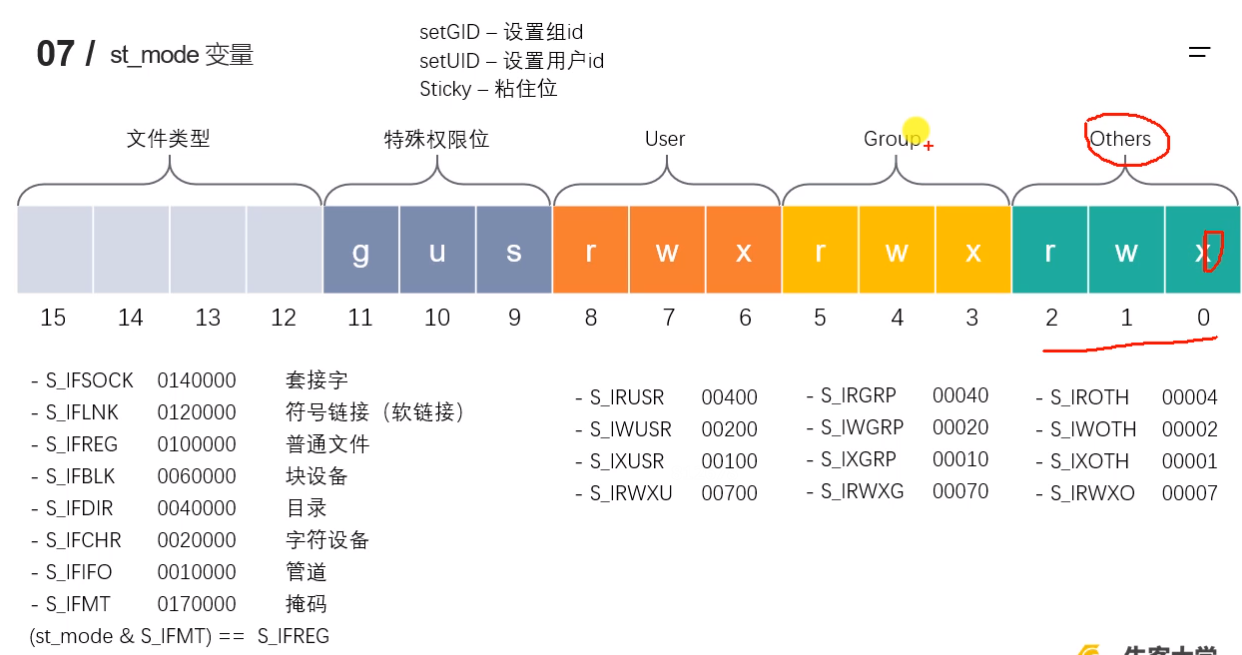 07 / st_mode 变量
setGID – 设置组id
setUID – 设置用户id
Sticky – 粘住位
文件类型 特殊权限位 User Group Others
g u s r w x r w x r w x
15 14 13 12 11 10 9 8 7 6 5 4 3 2 1 0
- S_IFSOCK 0140000 套接字
- S_IFLNK 0120000 符号链接（软链接）
- S_IFREG 0100000 普通文件
- S_IFBLK 0060000 块设备
- S_IFDIR 0040000 目录
- S_IFCHR 0020000 字符设备
- S_IFIFO 0010000 管道
- S_IFMT 0170000 掩码
(st_mode & S_IFMT) == S_IFREG
- S_IRUSR 00400
- S_IWUSR 00200
- S_IXUSR 00100
- S_IRWXU 00700
- S_IRGRP 00040
- S_IWGRP 00020
- S_IXGRP 00010
- S_IRWXG 00070
- S_IROTH 00004
- S_IWOTH 00002
- S_IXOTH 00001
- S_IRWXO 00007